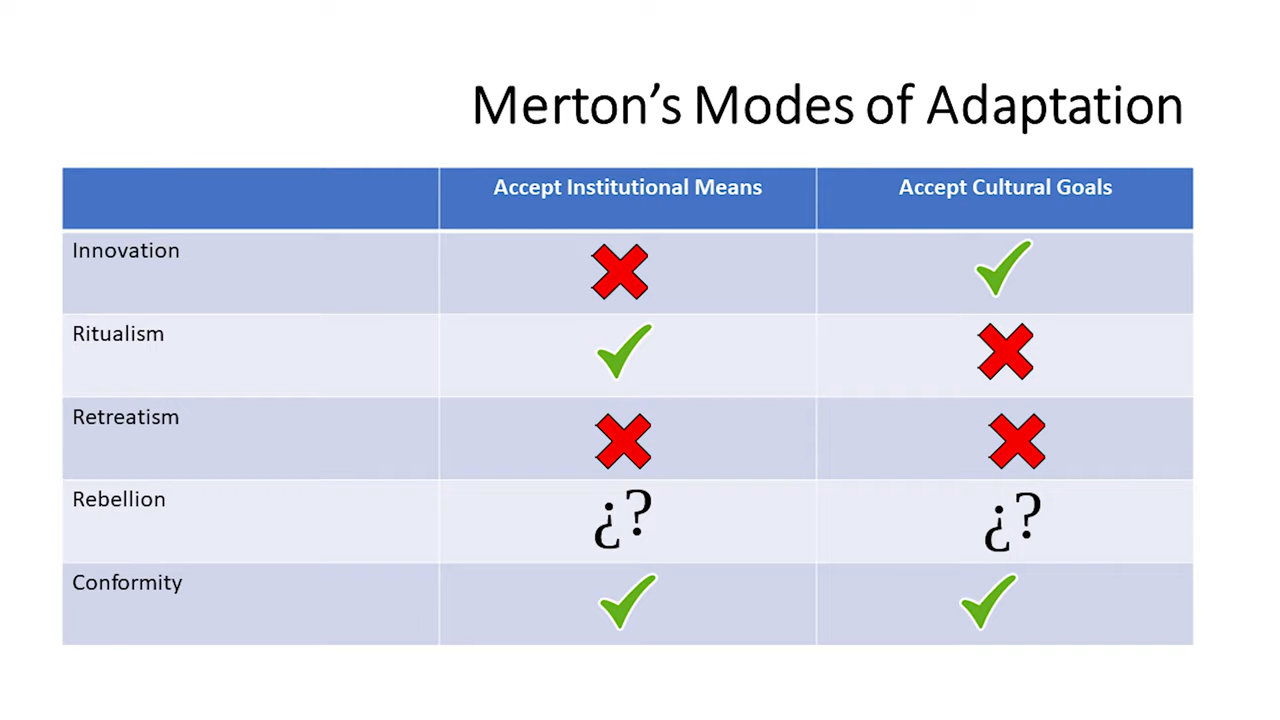 Merton’s Modes of Adaptation
Accept Institutional Means Accept Cultural Goals
Innovation
Ritualism
Retreatism
Rebellion ¿? ¿?
Conformity